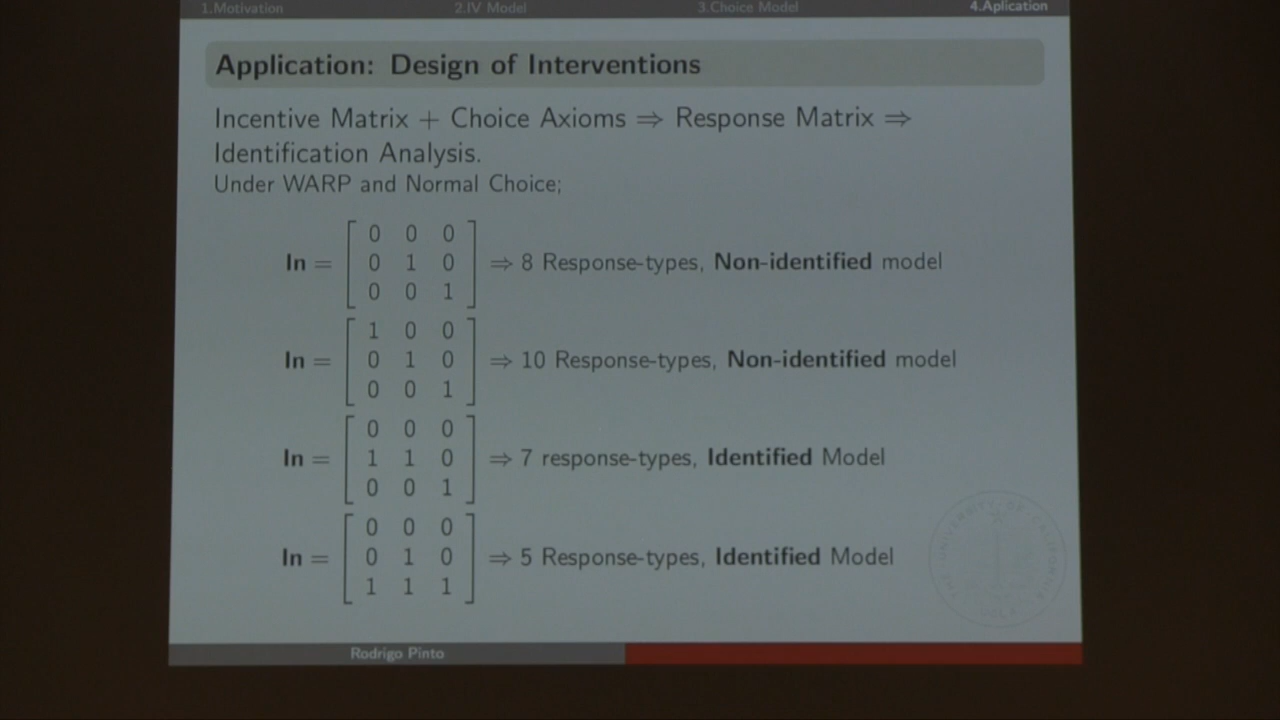 1.Motivation 2.IV Model 3.Choice Model 4.Aplication
Application: Design of Interventions
Incentive Matrix + Choice Axioms ⇒ Response Matrix ⇒
Identification Analysis.
Under WARP and Normal Choice;
0 0 0
In = 0 1 0 ⇒ 8 Response-types, Non-identified model
0 0 1
1 0 0
In = 0 1 0 ⇒ 10 Response-types, Non-identified model
0 0 1
0 0 0
In = 1 1 0 ⇒ 7 response-types, Identified Model
0 0 1
0 0 0
In = 0 1 0 ⇒ 5 Response-types, Identified Model
1 1 1
Rodrigo Pinto